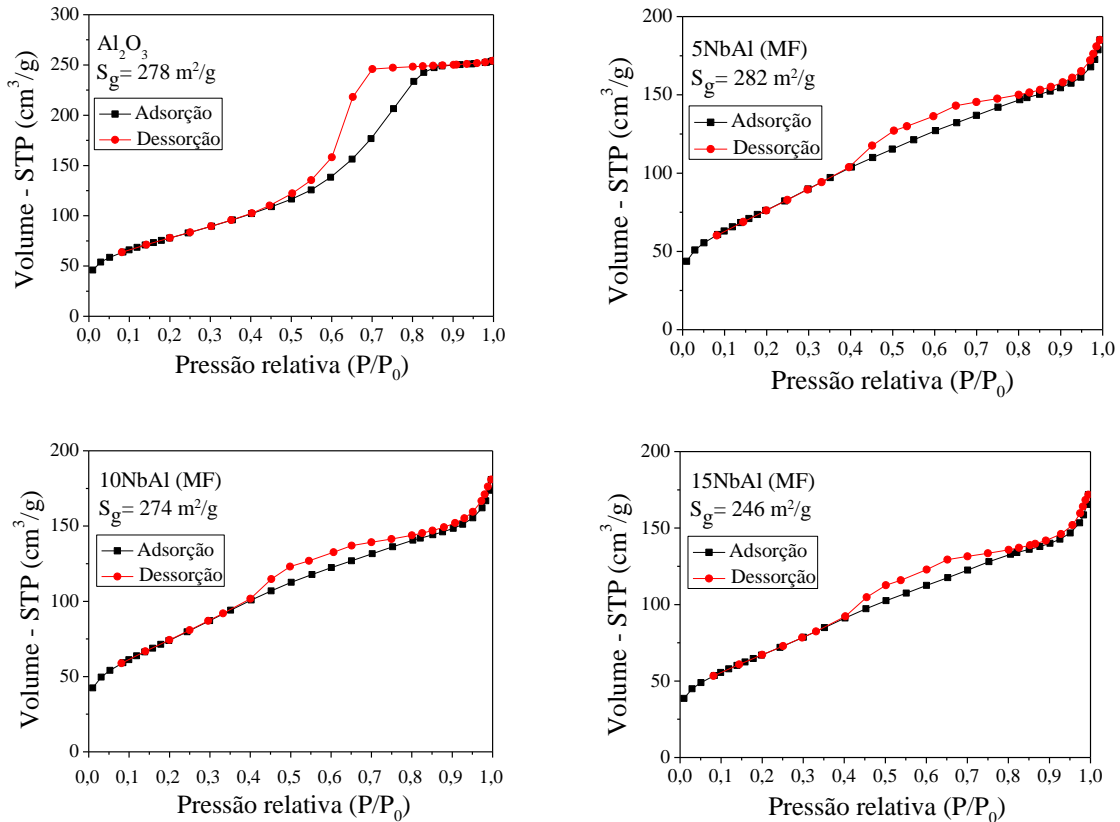 Al₂O₃
S_g= 278 m²/g
Adsorção
Dessorção
Volume - STP (cm³/g)
300
250
200
150
100
50
0
0,0 0,1 0,2 0,3 0,4 0,5 0,6 0,7 0,8 0,9 1,0
Pressão relativa (P/P₀)
5NbAl (MF)
S_g= 282 m²/g
Adsorção
Dessorção
Volume - STP (cm³/g)
200
150
100
50
0
0,0 0,1 0,2 0,3 0,4 0,5 0,6 0,7 0,8 0,9 1,0
Pressão relativa (P/P₀)
10NbAl (MF)
S_g= 274 m²/g
Adsorção
Dessorção
Volume - STP (cm³/g)
200
150
100
50
0
0,0 0,1 0,2 0,3 0,4 0,5 0,6 0,7 0,8 0,9 1,0
Pressão relativa (P/P₀)
15NbAl (MF)
S_g= 246 m²/g
Adsorção
Dessorção
Volume - STP (cm³/g)
200
150
100
50
0
0,0 0,1 0,2 0,3 0,4 0,5 0,6 0,7 0,8 0,9 1,0
Pressão relativa (P/P₀)